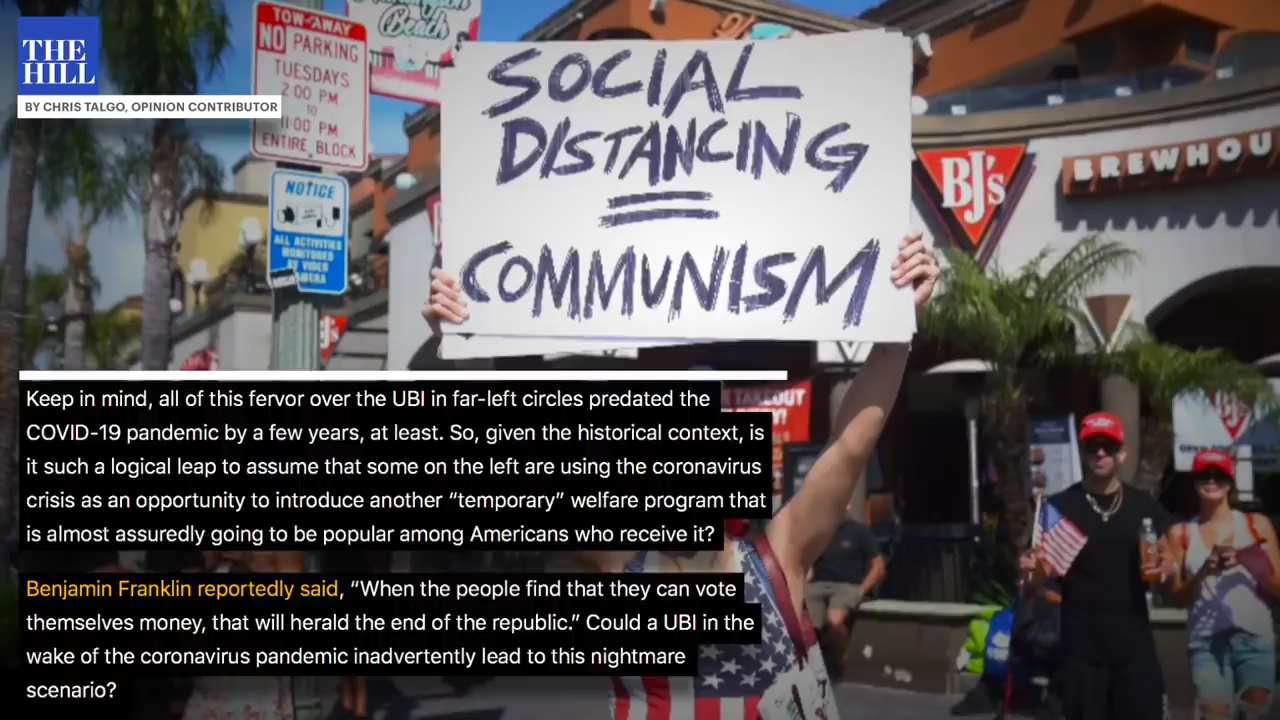 THE
HILL
BY CHRIS TALGO, OPINION CONTRIBUTOR
TOW-AWAY
NO PARKING
TUESDAYS
2:00 PM
TO
11:00 PM
ENTIRE BLOCK
NOTICE
ALL ACTIVITIES
MONITORED
BY VIDEO
Beach
SOCIAL
DISTANCING
=
COMMUNISM
BJ's
BREWHOU
TAKEOUT
Keep in mind, all of this fervor over the UBI in far-left circles predated the
COVID-19 pandemic by a few years, at least. So, given the historical context, is
it such a logical leap to assume that some on the left are using the coronavirus
crisis as an opportunity to introduce another “temporary” welfare program that
is almost assuredly going to be popular among Americans who receive it?
Benjamin Franklin reportedly said, “When the people find that they can vote
themselves money, that will herald the end of the republic.” Could a UBI in the
wake of the coronavirus pandemic inadvertently lead to this nightmare
scenario?